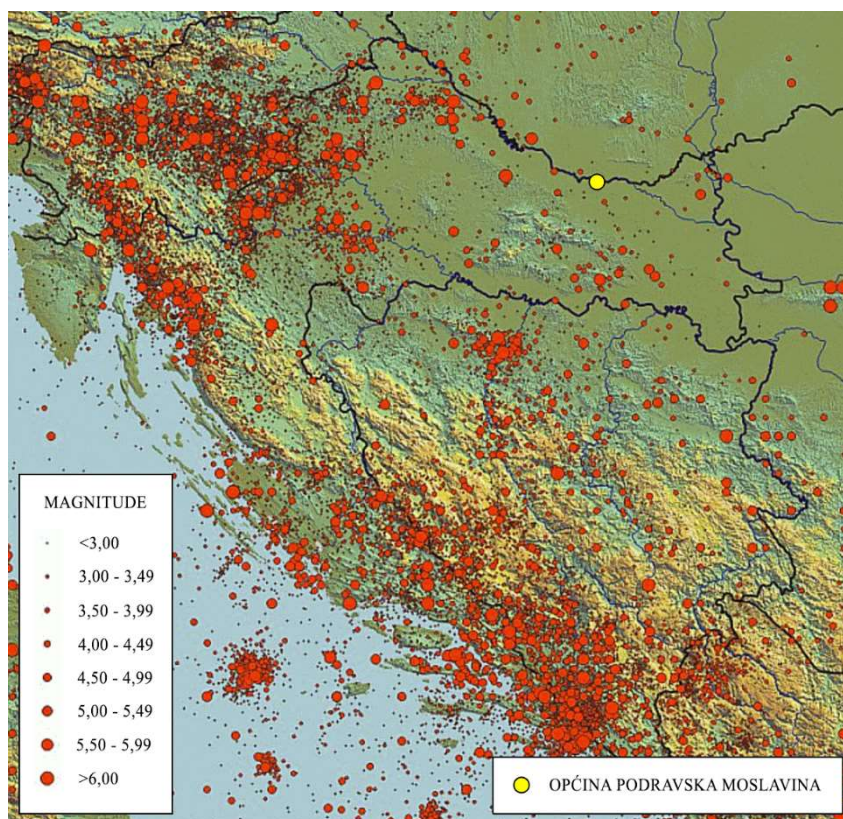 MAGNITUDE
<3,00
3,00 - 3,49
3,50 - 3,99
4,00 - 4,49
4,50 - 4,99
5,00 - 5,49
5,50 - 5,99
>6,00
OPĆINA PODRAVSKA MOSLAVINA